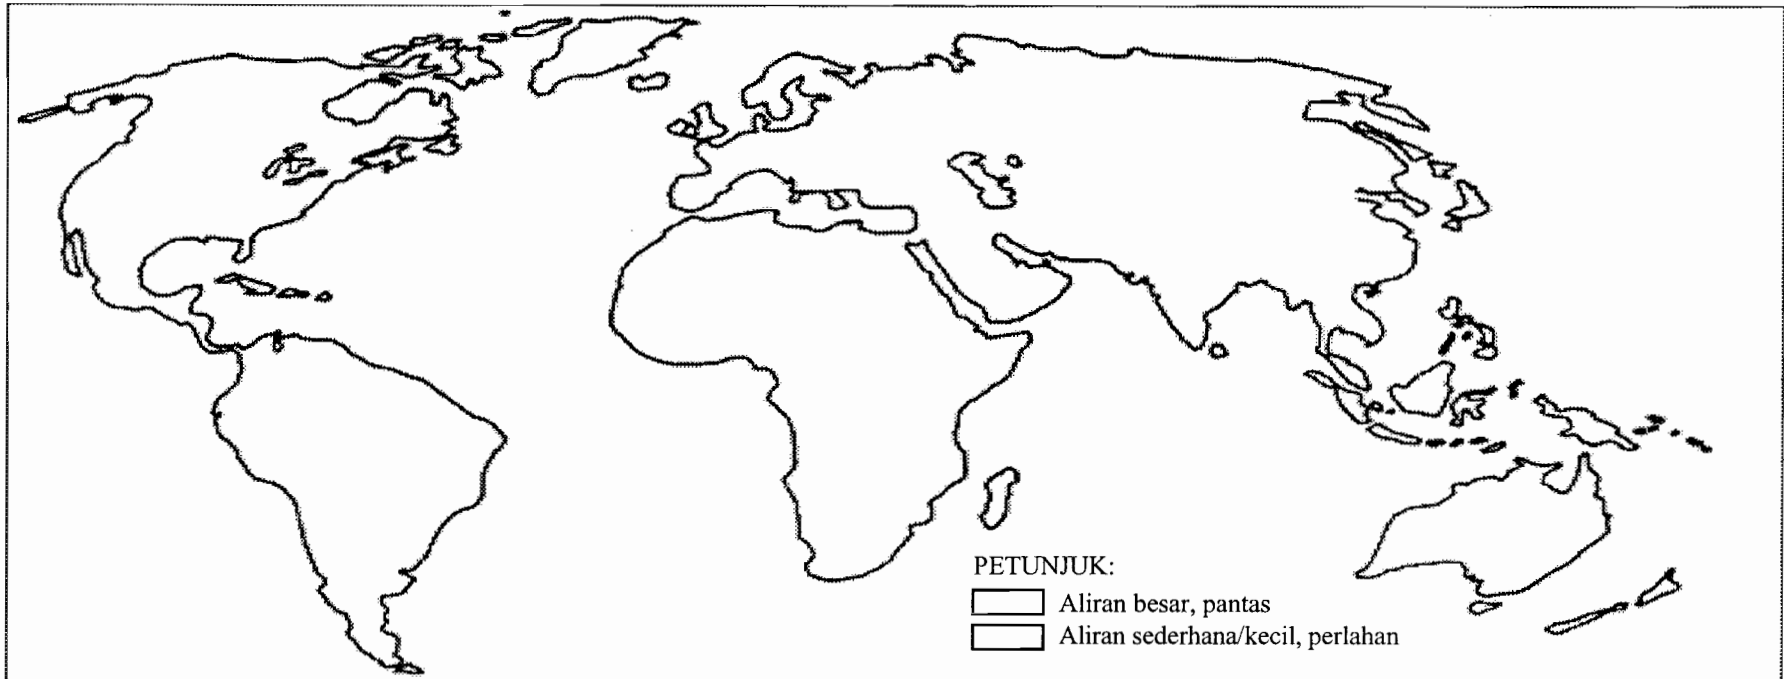 PETUNJUK:
Aliran besar, pantas
Aliran sederhana/kecil, perlahan